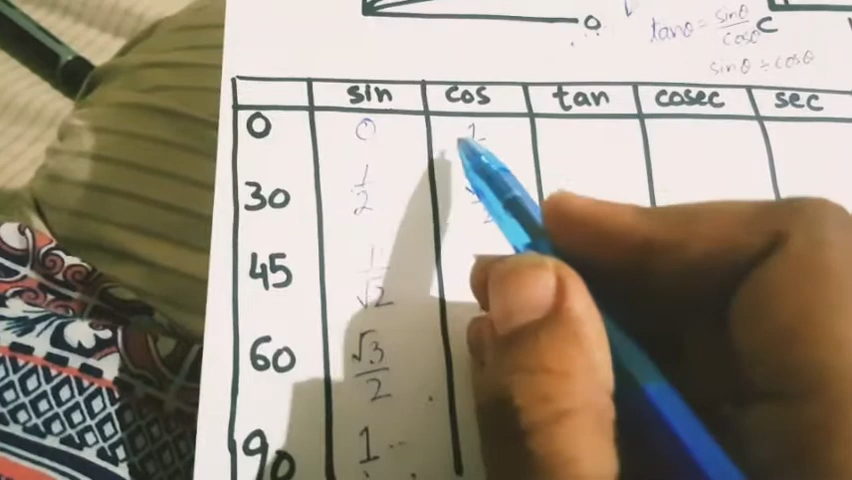 0
tanθ = sinθ/cosθ
C
sinθ ÷ cosθ
sin cos tan cosec sec
0 0 1
30 1/2
45 1/√2
60 √3/2
90 1